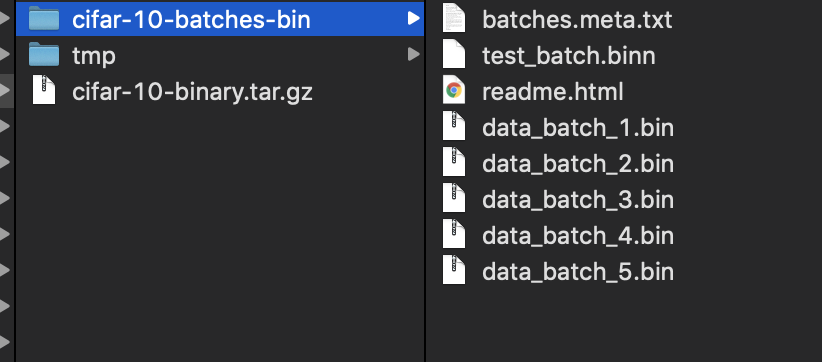 cifar-10-batches-bin
tmp
cifar-10-binary.tar.gz
batches.meta.txt
test_batch.binn
readme.html
data_batch_1.bin
data_batch_2.bin
data_batch_3.bin
data_batch_4.bin
data_batch_5.bin